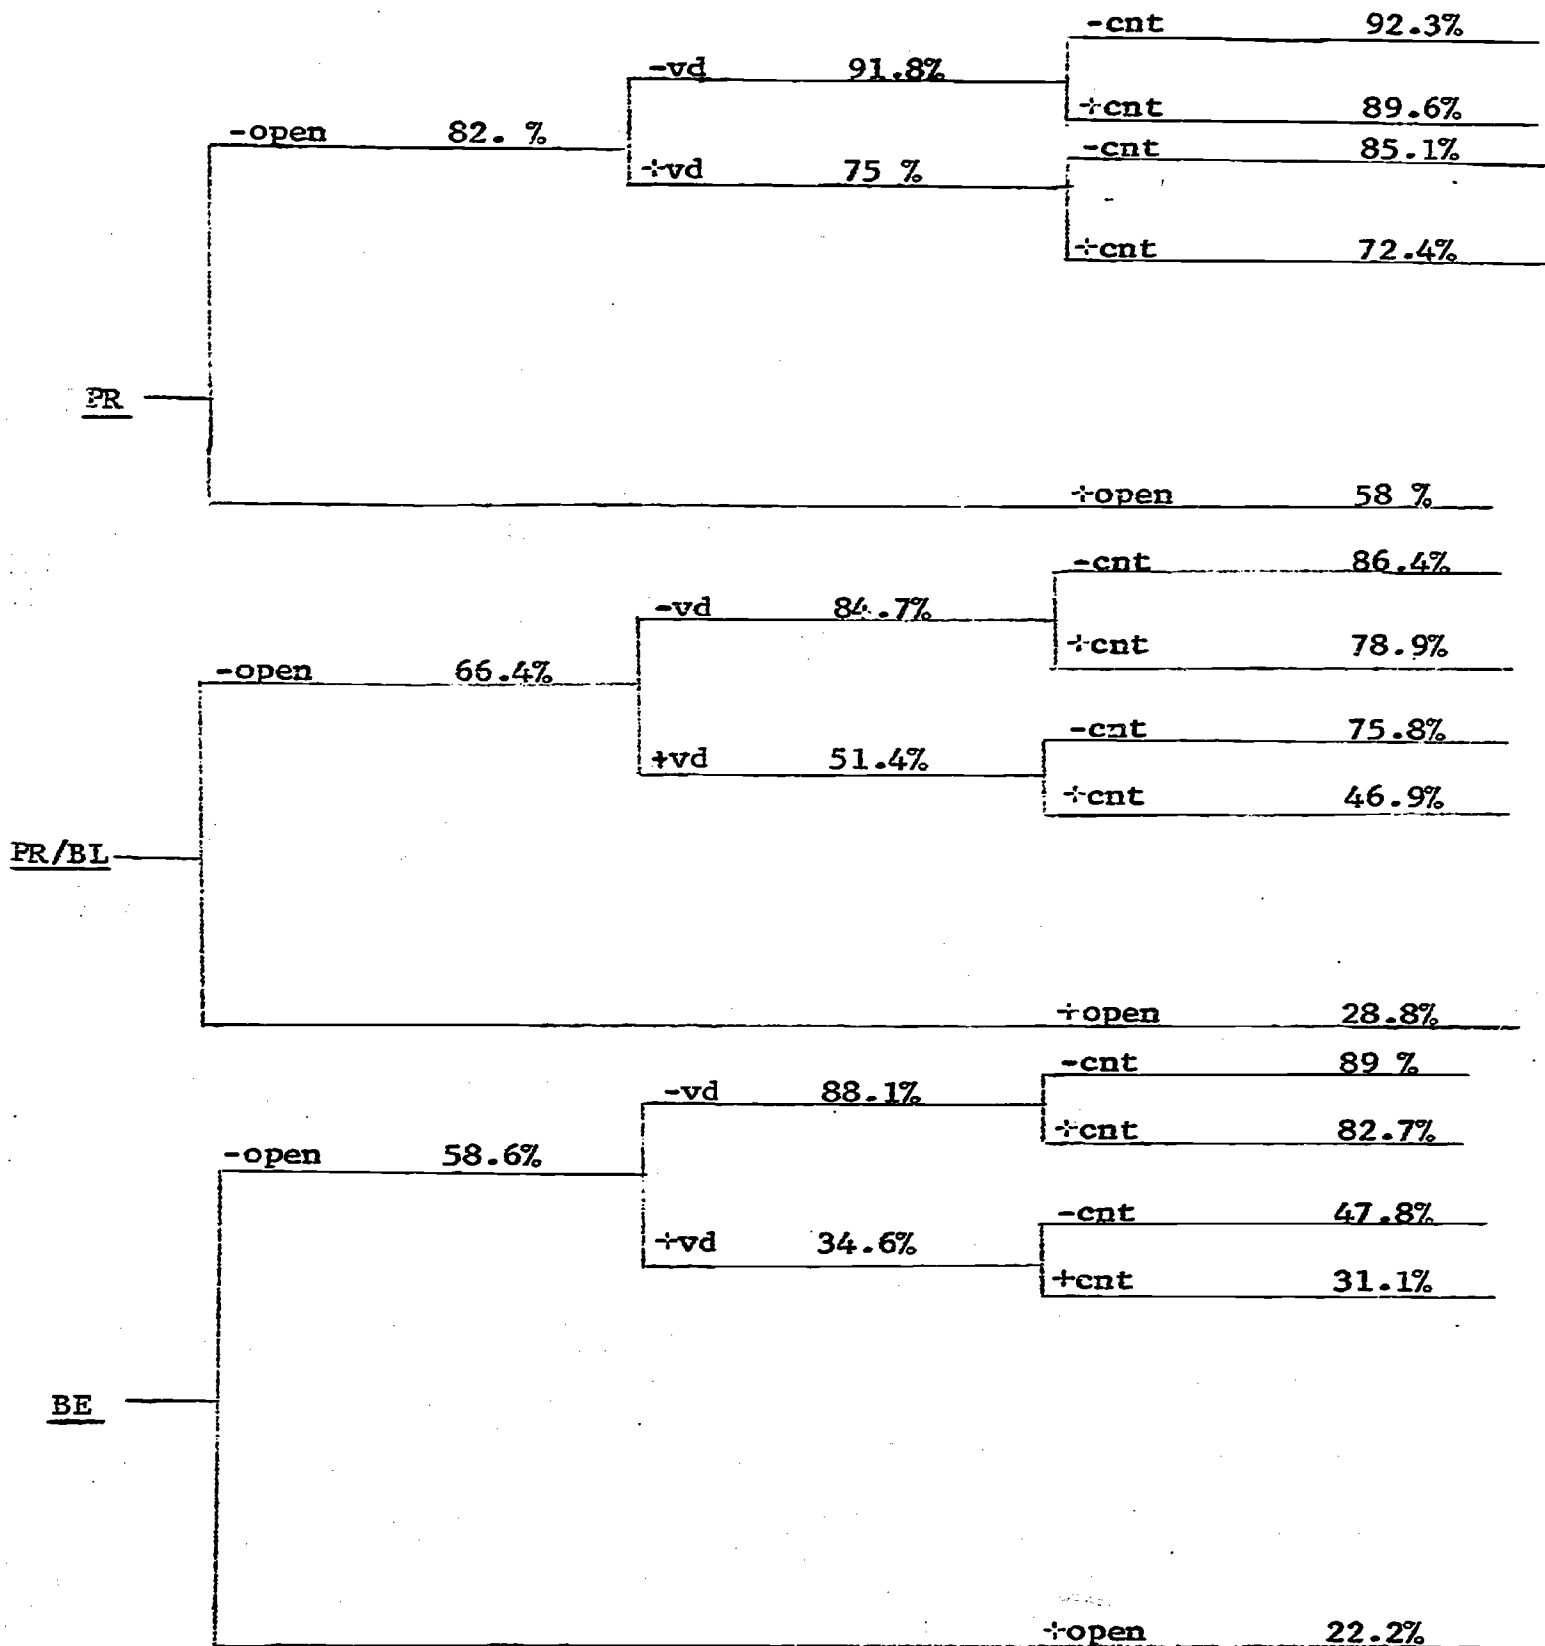 -cnt 92.3%
-vd 91.8%
+cnt 89.6%
-open 82. %
-cnt 85.1%
+vd 75 %
+cnt 72.4%
PR
+open 58 %
-cnt 86.4%
-vd 84.7%
+cnt 78.9%
-open 66.4%
-cnt 75.8%
+vd 51.4%
+cnt 46.9%
PR/BL
+open 28.8%
-cnt 89 %
-vd 88.1%
+cnt 82.7%
-open 58.6%
-cnt 47.8%
+vd 34.6%
+cnt 31.1%
BE
+open 22.2%